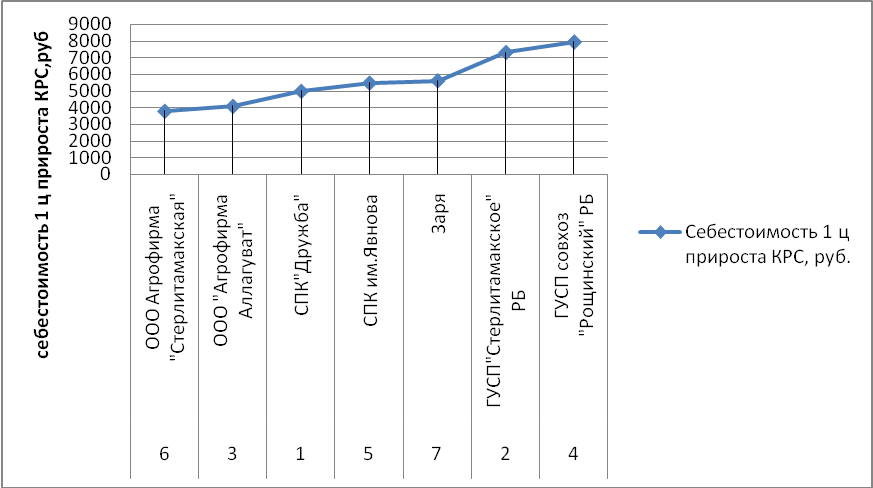 себестоимость 1 ц прироста КРС,руб
9000
8000
7000
6000
5000
4000
3000
2000
1000
0
ООО Агрофирма
"Стерлитамакская"
ООО "Агрофирма
Аллагуват"
СПК"Дружба"
СПК им.Явнова
Заря
ГУСП"Стерлитамакское"
РБ
ГУСП совхоз
"Рощинский" РБ
6 3 1 5 7 2 4
Себестоимость 1 ц
прироста КРС, руб.